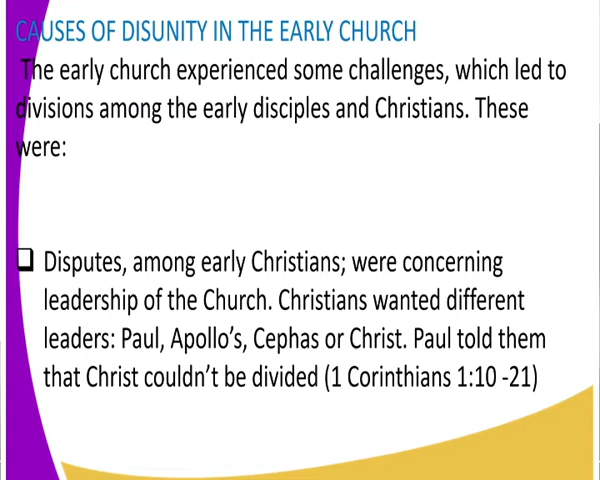 CAUSES OF DISUNITY IN THE EARLY CHURCH
The early church experienced some challenges, which led to
divisions among the early disciples and Christians. These
were:
Disputes, among early Christians; were concerning
leadership of the Church. Christians wanted different
leaders: Paul, Apollo’s, Cephas or Christ. Paul told them
that Christ couldn’t be divided (1 Corinthians 1:10 -21)